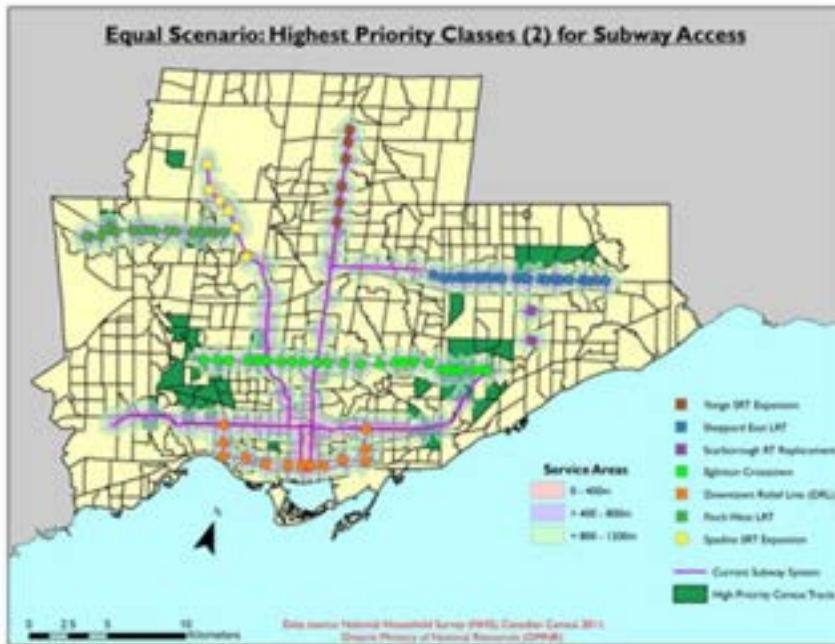 Equal Scenario: Highest Priority Classes (2) for Subway Access
Yonge SRT Expansion
Sheppard East LRT
Scarborough RT Replacement
Eglinton Crosstown
Downtown Relief Line (DRL)
Finch West LRT
Spadina SRT Expansion
Current Subway System
High Priority Census Tracts
Service Areas
0 - 400m
> 400 - 800m
> 800 - 1200m
N
0 2.5 5 10
Kilometers
Data source: National Household Survey (NHS), Canadian Census 2011,
Ontario Ministry of National Resources (OMNR)